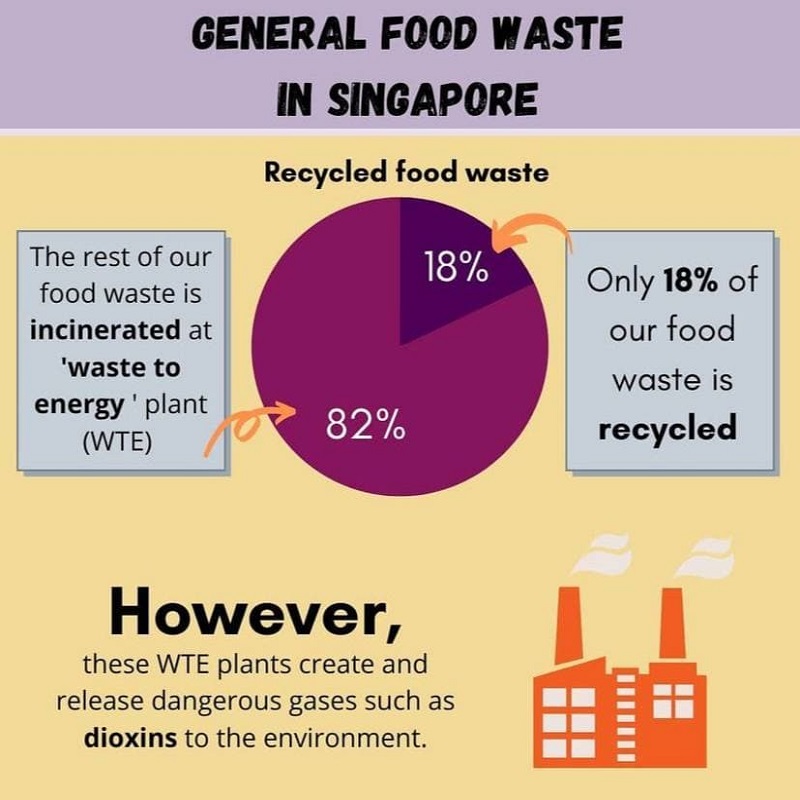 GENERAL FOOD WASTE
IN SINGAPORE
Recycled food waste
The rest of our
food waste is
incinerated at
'waste to
energy ' plant
(WTE)
18%
82%
Only 18% of
our food
waste is
recycled
However,
these WTE plants create and
release dangerous gases such as
dioxins to the environment.